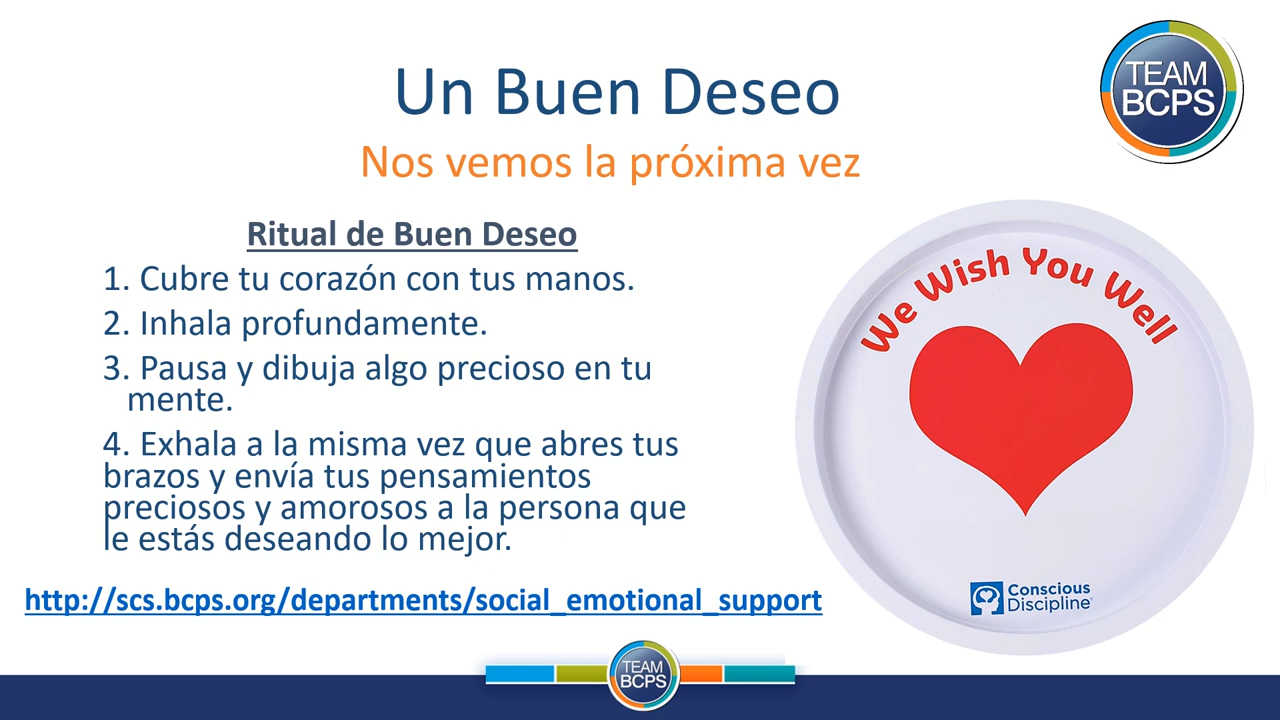 Un Buen Deseo
Nos vemos la próxima vez
TEAM
BCPS
Ritual de Buen Deseo
1. Cubre tu corazón con tus manos.
2. Inhala profundamente.
3. Pausa y dibuja algo precioso en tu
mente.
4. Exhala a la misma vez que abres tus
brazos y envía tus pensamientos
preciosos y amorosos a la persona que
le estás deseando lo mejor.
http://scs.bcps.org/departments/social_emotional_support
We Wish You Well
Conscious
Discipline
TEAM
BCPS